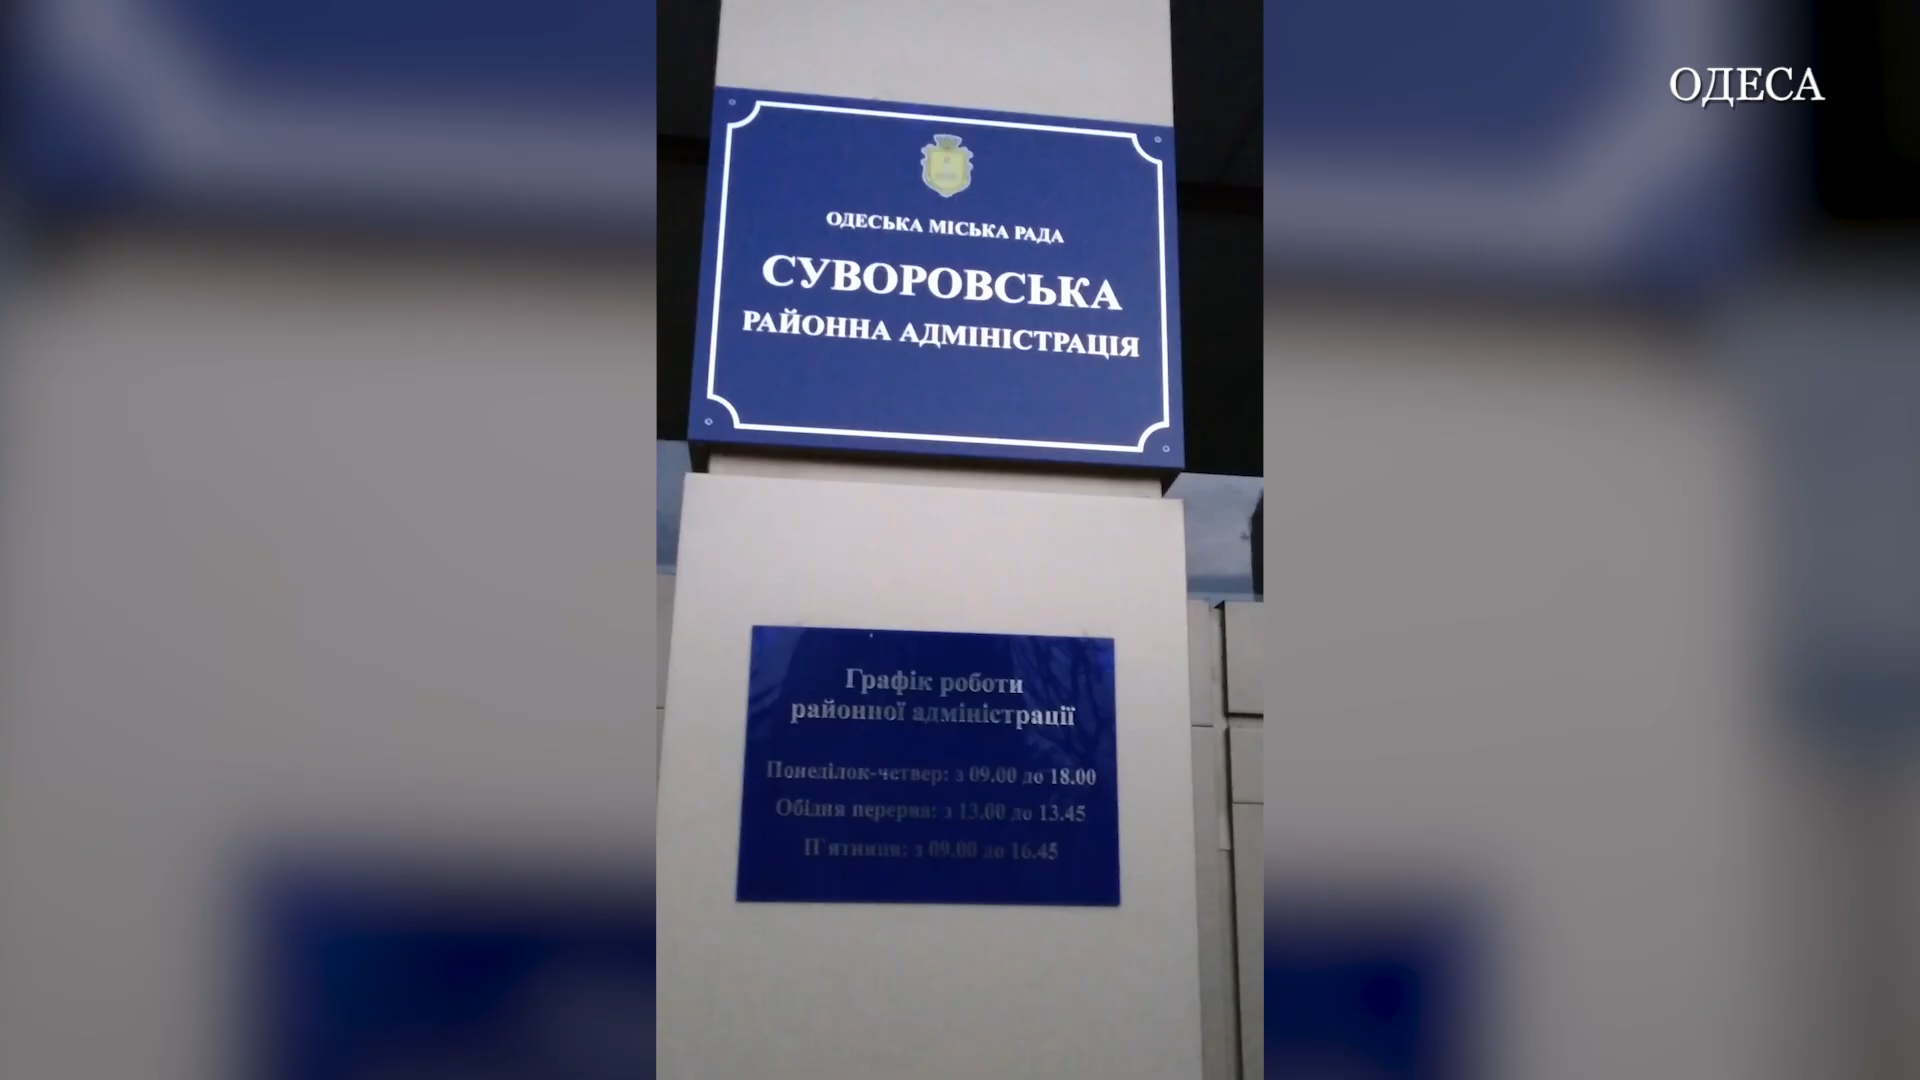 ОДЕСА
ОДЕСЬКА МІСЬКА РАДА
СУВОРОВСЬКА
РАЙОННА АДМІНІСТРАЦІЯ
Графік роботи
районної адміністрації
Понеділок-четвер: з 09.00 до 18.00
Обідня перерва: з 13.00 до 13.45
П'ятниця: з 09.00 до 16.45